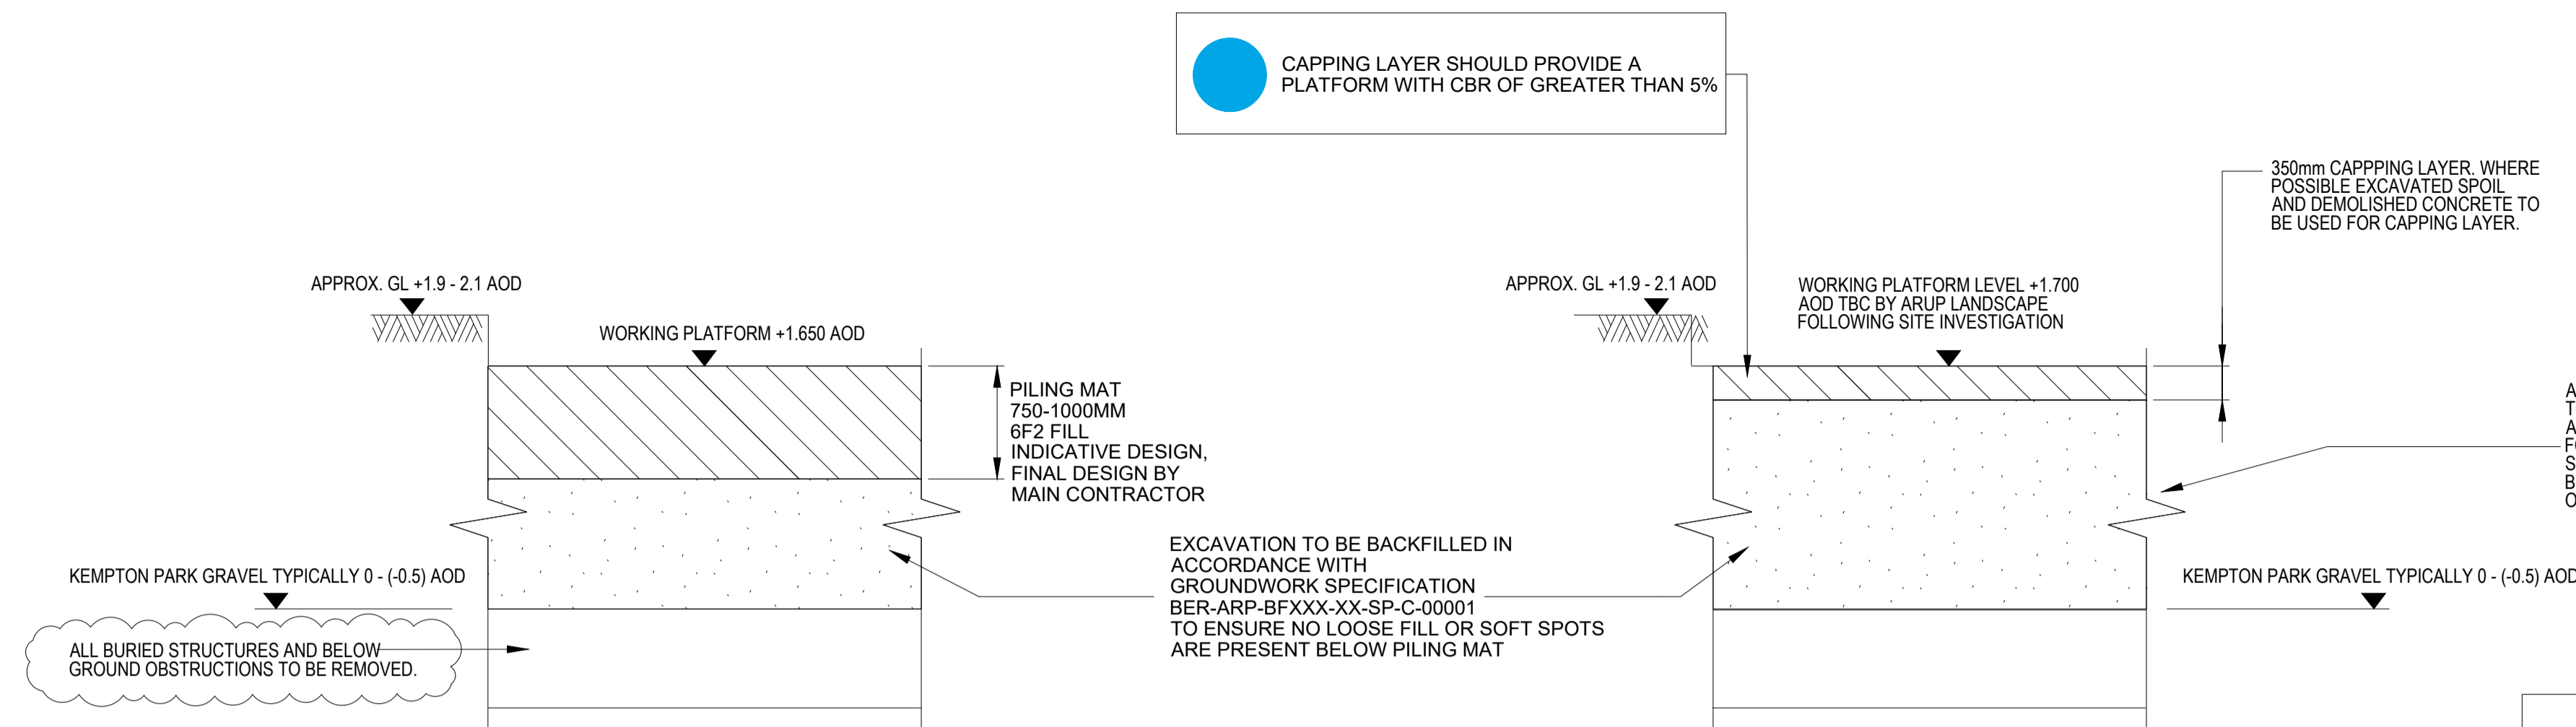 CAPPING LAYER SHOULD PROVIDE A
PLATFORM WITH CBR OF GREATER THAN 5%
350mm CAPPPING LAYER. WHERE
POSSIBLE EXCAVATED SPOIL
AND DEMOLISHED CONCRETE TO
BE USED FOR CAPPING LAYER.
APPROX. GL +1.9 - 2.1 AOD
WORKING PLATFORM +1.650 AOD
PILING MAT
750-1000MM
6F2 FILL
INDICATIVE DESIGN,
FINAL DESIGN BY
MAIN CONTRACTOR
APPROX. GL +1.9 - 2.1 AOD
WORKING PLATFORM LEVEL +1.700
AOD TBC BY ARUP LANDSCAPE
FOLLOWING SITE INVESTIGATION
KEMPTON PARK GRAVEL TYPICALLY 0 - (-0.5) AOD
ALL BURIED STRUCTURES AND BELOW
GROUND OBSTRUCTIONS TO BE REMOVED.
EXCAVATION TO BE BACKFILLED IN
ACCORDANCE WITH
GROUNDWORK SPECIFICATION
BER-ARP-BFXXX-XX-SP-C-00001
TO ENSURE NO LOOSE FILL OR SOFT SPOTS
ARE PRESENT BELOW PILING MAT
KEMPTON PARK GRAVEL TYPICALLY 0 - (-0.5) AOD